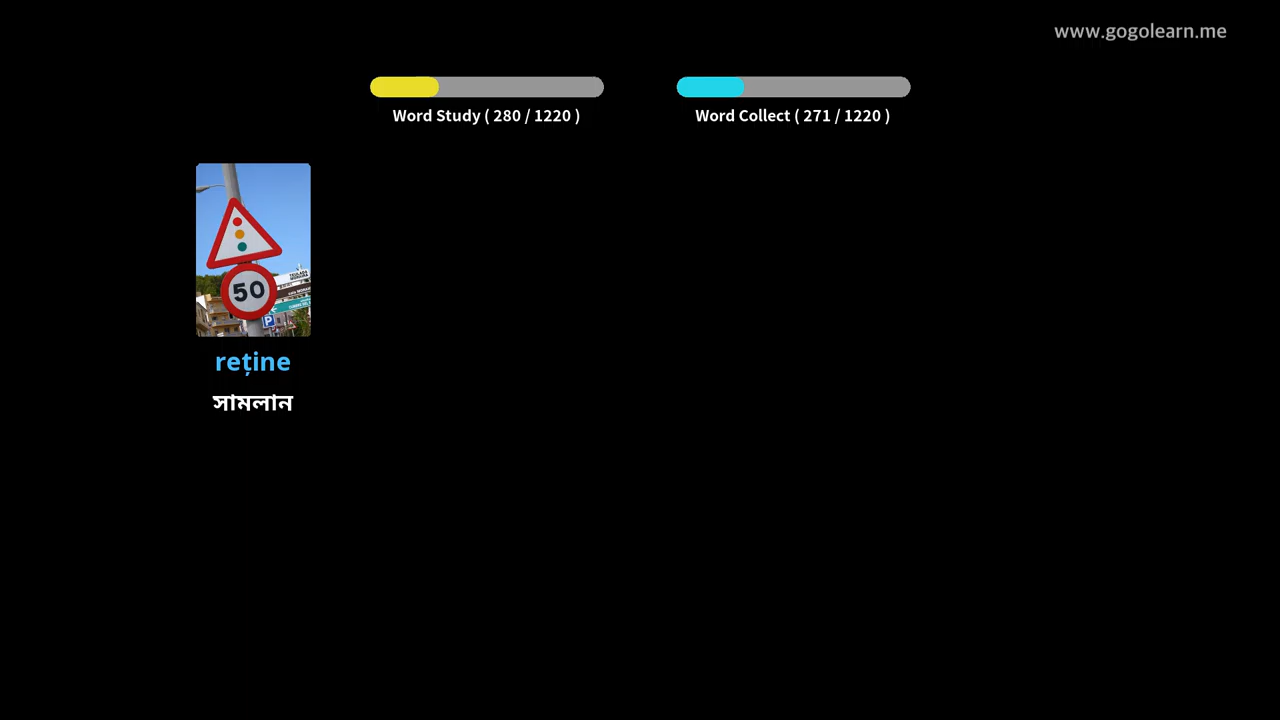 www.gogolearn.me
Word Study ( 280 / 1220 )
Word Collect ( 271 / 1220 )
50
P
reține
সামলান